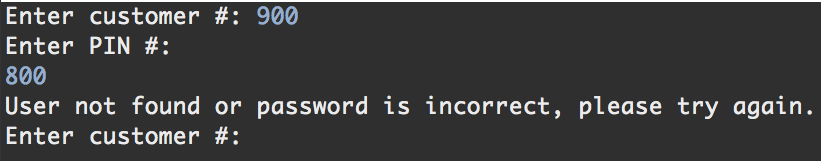 Enter customer #: 900
Enter PIN #:
800
User not found or password is incorrect, please try again.
Enter customer #: